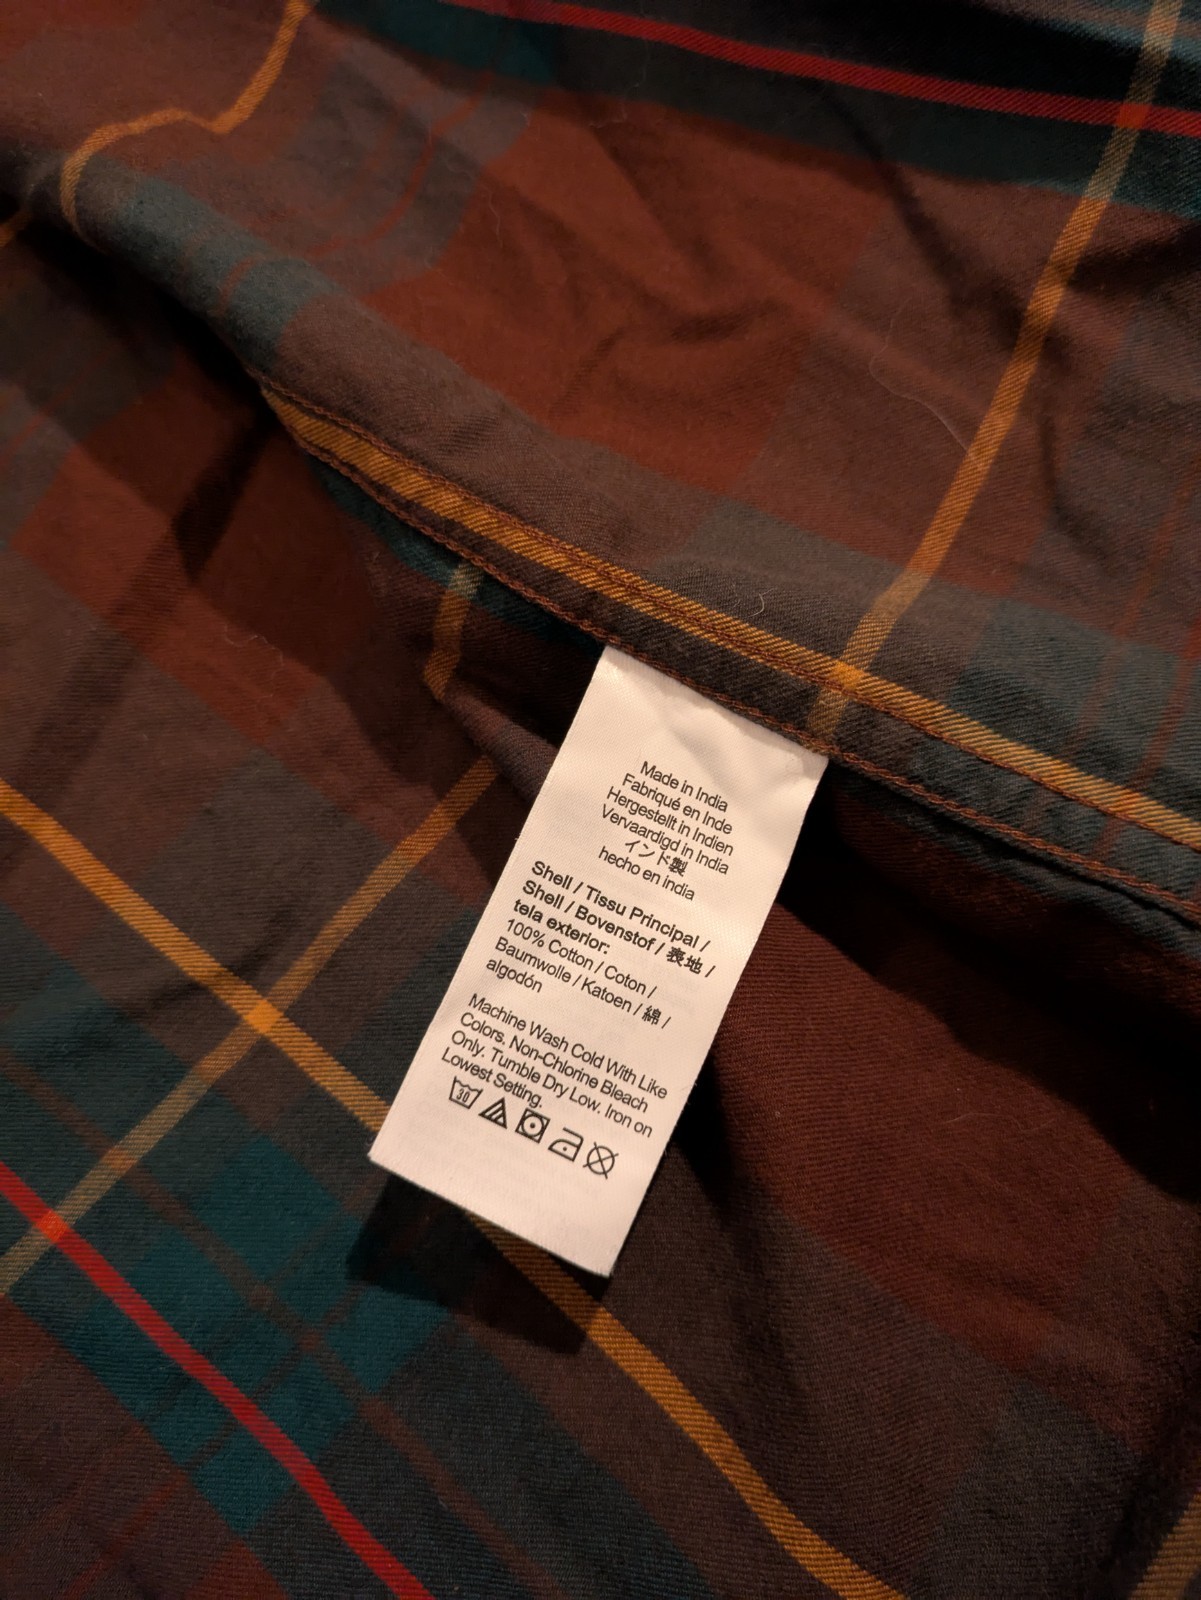 Made in India
Fabriqué en Inde
Hergestellt in Indien
Vervaardigd in India
インド製
hecho en india
Shell / Tissu Principal /
Shell / Bovenstof / 表地 /
tela exterior:
100% Cotton / Coton /
Baumwolle / Katoen / 綿 /
algodón
Machine Wash Cold With Like
Colors. Non-Chlorine Bleach
Only. Tumble Dry Low. Iron on
Lowest Setting.
30